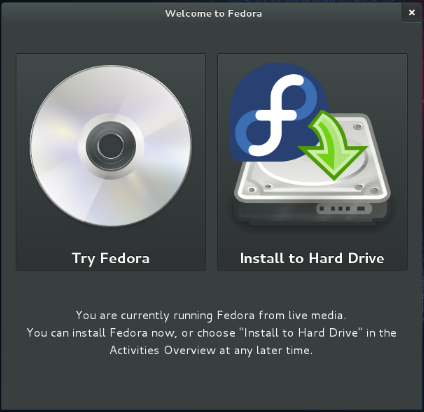 Welcome to Fedora
Try Fedora
Install to Hard Drive
You are currently running Fedora from live media.
You can install Fedora now, or choose "Install to Hard Drive" in the
Activities Overview at any later time.